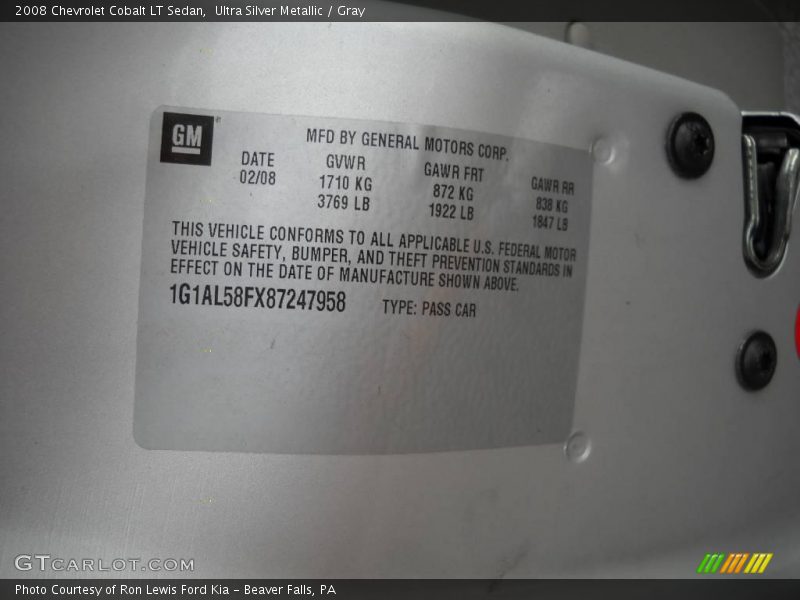 2008 Chevrolet Cobalt LT Sedan,  Ultra Silver Metallic / Gray
GM
MFD BY GENERAL MOTORS CORP.
DATE GVWR GAWR FRT GAWR RR
02/08 1710 KG 872 KG 838 KG
3769 LB 1922 LB 1847 LB
THIS VEHICLE CONFORMS TO ALL APPLICABLE U.S. FEDERAL MOTOR
VEHICLE SAFETY, BUMPER, AND THEFT PREVENTION STANDARDS IN
EFFECT ON THE DATE OF MANUFACTURE SHOWN ABOVE.
1G1AL58FX87247958 TYPE: PASS CAR
GTCARLOT.COM
Photo Courtesy of Ron Lewis Ford Kia - Beaver Falls, PA